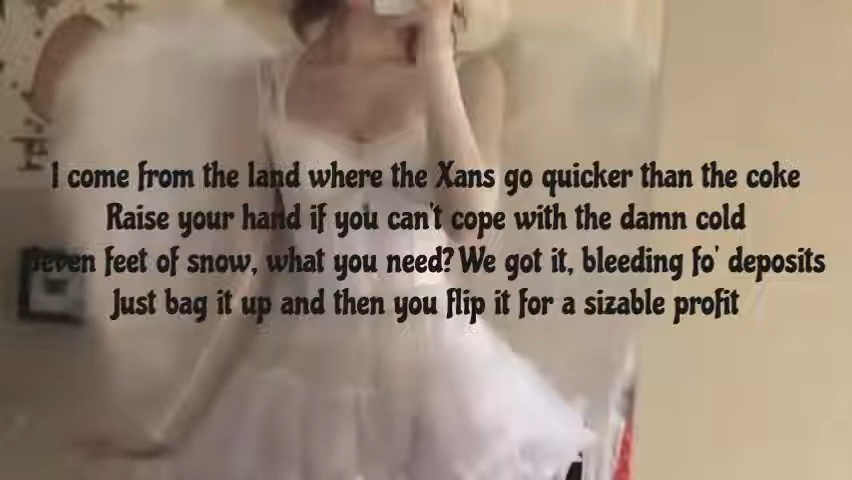 I come from the land where the Xans go quicker than the coke
Raise your hand if you can't cope with the damn cold
Seven feet of snow, what you need? We got it, bleeding fo' deposits
Just bag it up and then you flip it for a sizable profit